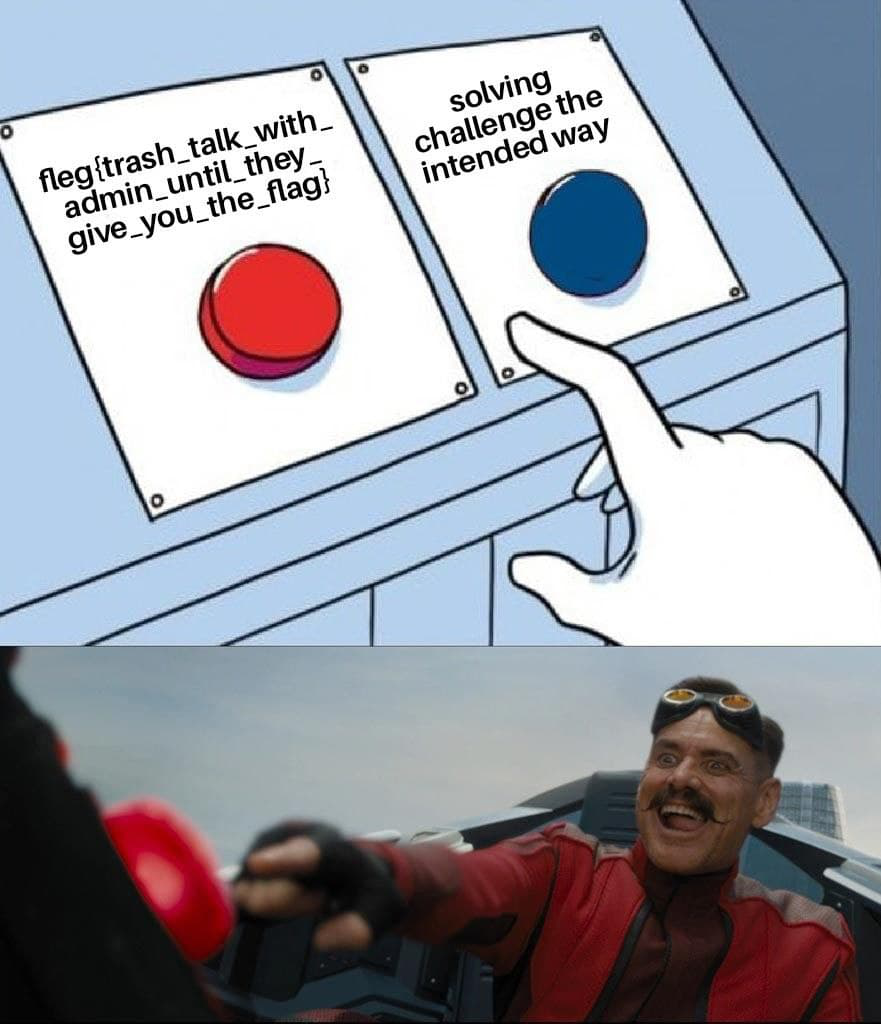 fleg{trash_talk_with_
admin_until_they_
give_you_the_flag}
solving
challenge the
intended way